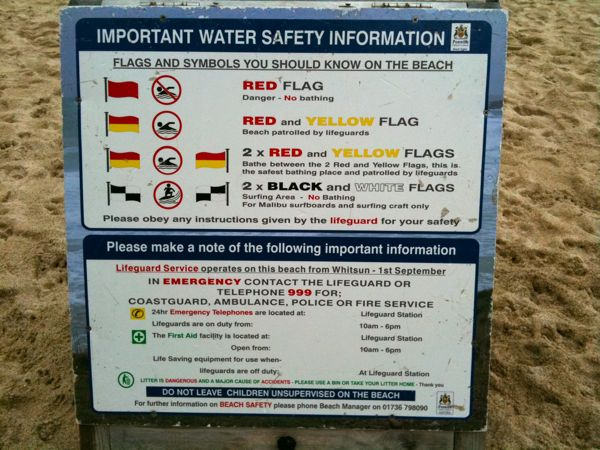 IMPORTANT WATER SAFETY INFORMATION
FLAGS AND SYMBOLS YOU SHOULD KNOW ON THE BEACH
RED FLAG
Danger - No bathing
RED and YELLOW FLAG
Beach patrolled by lifeguards
2 x RED and YELLOW FLAGS
Bathe between the 2 Red and Yellow flags, this is
the safest bathing place and patrolled by lifeguards
2 x BLACK and WHITE FLAGS
Surfing Area - No Bathing
For Malibu surfboards and surfing craft only
Please obey any instructions given by the lifeguard for your safety
Please make a note of the following important information
Lifeguard Service operates on this beach from Whitsun - 1st September
IN EMERGENCY CONTACT THE LIFEGUARD OR
TELEPHONE 999 FOR;
COASTGUARD, AMBULANCE, POLICE OR FIRE SERVICE
24hr Emergency Telephones are located at: Lifeguard Station
Lifeguards are on duty from: 10am - 6pm
The First Aid facility is located at: Lifeguard Station
Open from: 10am - 6pm
Life Saving equipment for use when-
lifeguards are off duty: At Lifeguard Station
LITTER IS DANGEROUS AND A MAJOR CAUSE OF ACCIDENTS - PLEASE USE A BIN OR TAKE YOUR LITTER HOME - Thank you
DO NOT LEAVE CHILDREN UNSUPERVISED ON THE BEACH
For further information on BEACH SAFETY please phone Beach Manager on 01736 798090